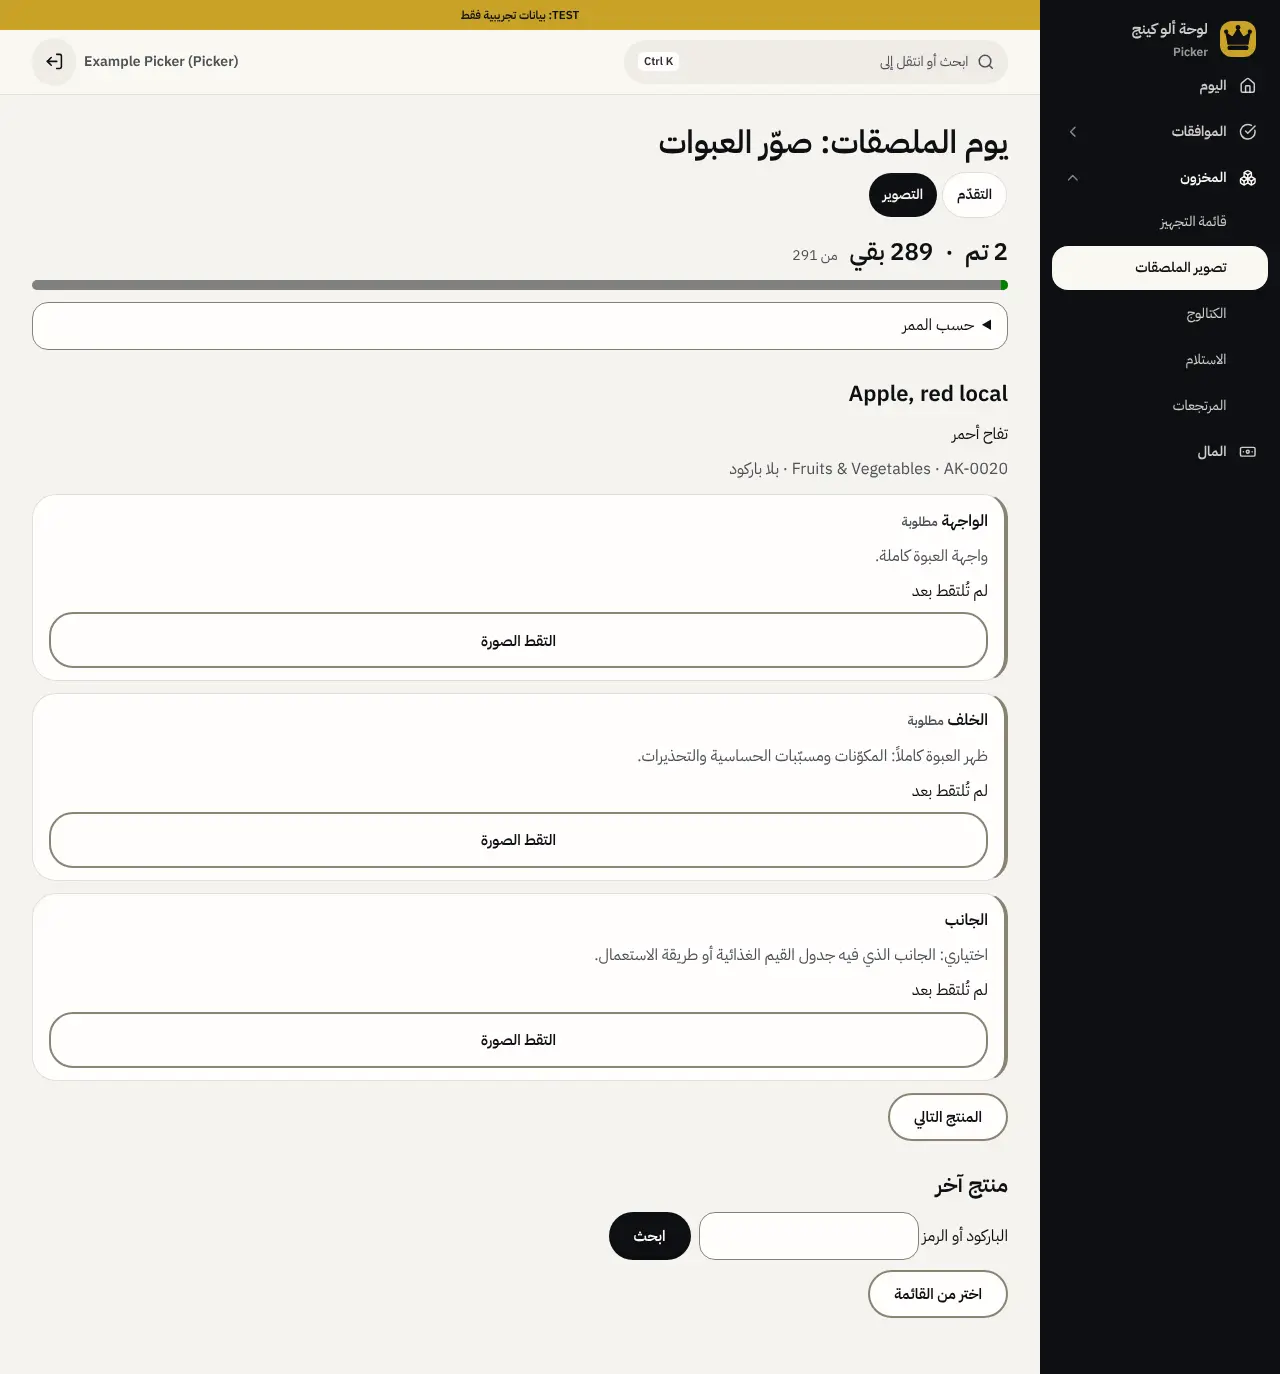 TEST: بيانات تجريبية فقط
لوحة ألو كينج
Picker
اليوم
الموافقات
المخزون
قائمة التجهيز
تصوير الملصقات
الكتالوج
الاستلام
المرتجعات
المال
ابحث أو انتقل إلى
Ctrl K
Example Picker (Picker)
يوم الملصقات: صوّر العبوات
التقدّم
التصوير
2 تم · 289 بقي من 291
حسب الممر
Apple, red local
تفاح أحمر
AK-0020 · Fruits & Vegetables · بلا باركود
الواجهة مطلوبة
واجهة العبوة كاملة.
لم تُلتقط بعد
التقط الصورة
الخلف مطلوبة
ظهر العبوة كاملاً: المكوّنات ومسبّبات الحساسية والتحذيرات.
لم تُلتقط بعد
التقط الصورة
الجانب
اختياري: الجانب الذي فيه جدول القيم الغذائية أو طريقة الاستعمال.
لم تُلتقط بعد
التقط الصورة
المنتج التالي
منتج آخر
الباركود أو الرمز
ابحث
اختر من القائمة